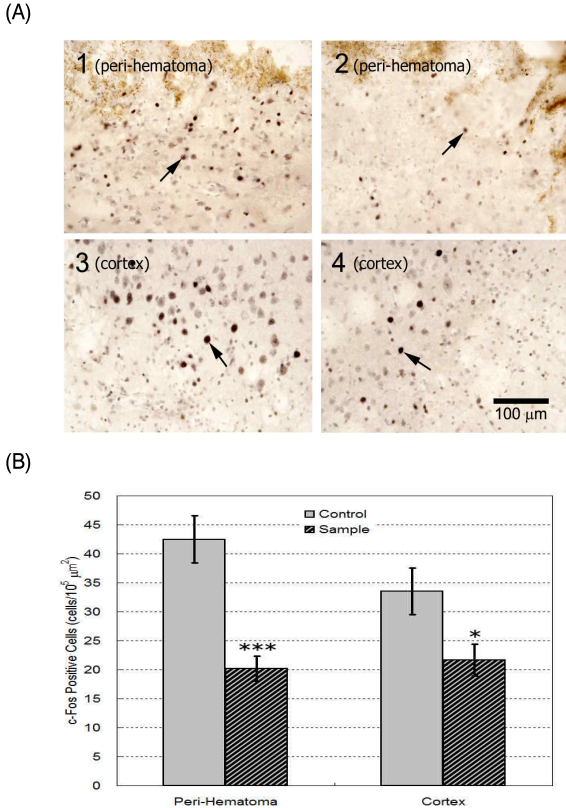 (A)
1 (peri-hematoma)
2 (peri-hematoma)
3 (cortex)
4 (cortex)
100 μm
(B)
c-Fos Positive Cells (cells/10⁵ μm²)
50
45
40
35
30
25
20
15
10
5
0
Control
Sample
***
*
Peri-Hematoma
Cortex